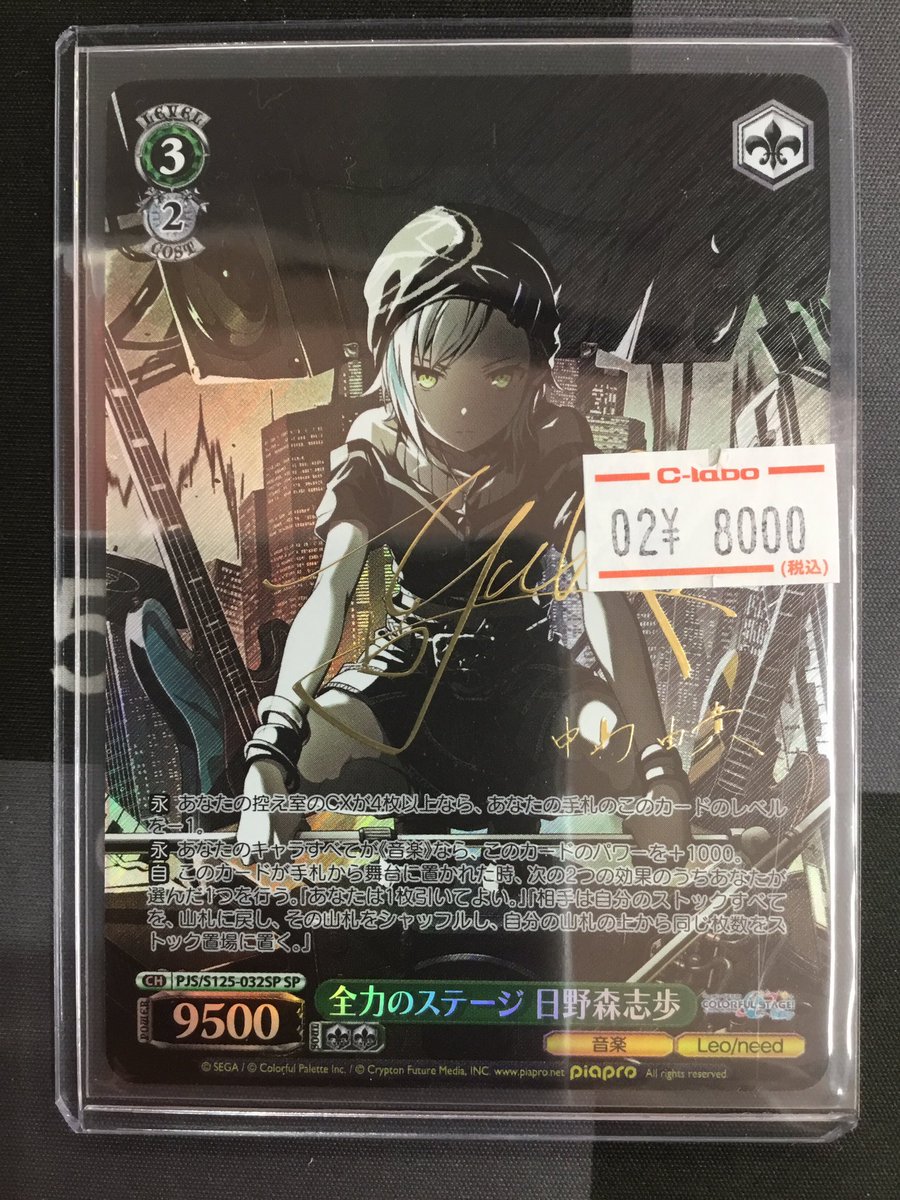 LEVEL
3
2
COST
C-labo
02¥ 8000
(税込)
中島由貴
永 あなたの控え室のCXが4枚以上なら、あなたの手札のこのカードのレベル
を－1。
永 あなたのキャラすべてが《音楽》なら、このカードのパワーを＋1000。
自 このカードが手札から舞台に置かれた時、次の2つの効果のうちあなたが
選んだ1つを行う。『あなたは1枚引いてよい。』『相手は自分のストックすべて
を、山札に戻し、その山札をシャッフルし、自分の山札の上から同じ枚数をス
トック置場に置く。』
CH PJS/S125-032SP SP
POWER 9500 SOUL
全力のステージ 日野森志歩
COLORFUL STAGE!
音楽 Leo/need
© SEGA / © Colorful Palette Inc. / © Crypton Future Media, INC. www.piapro.net piapro All rights reserved.